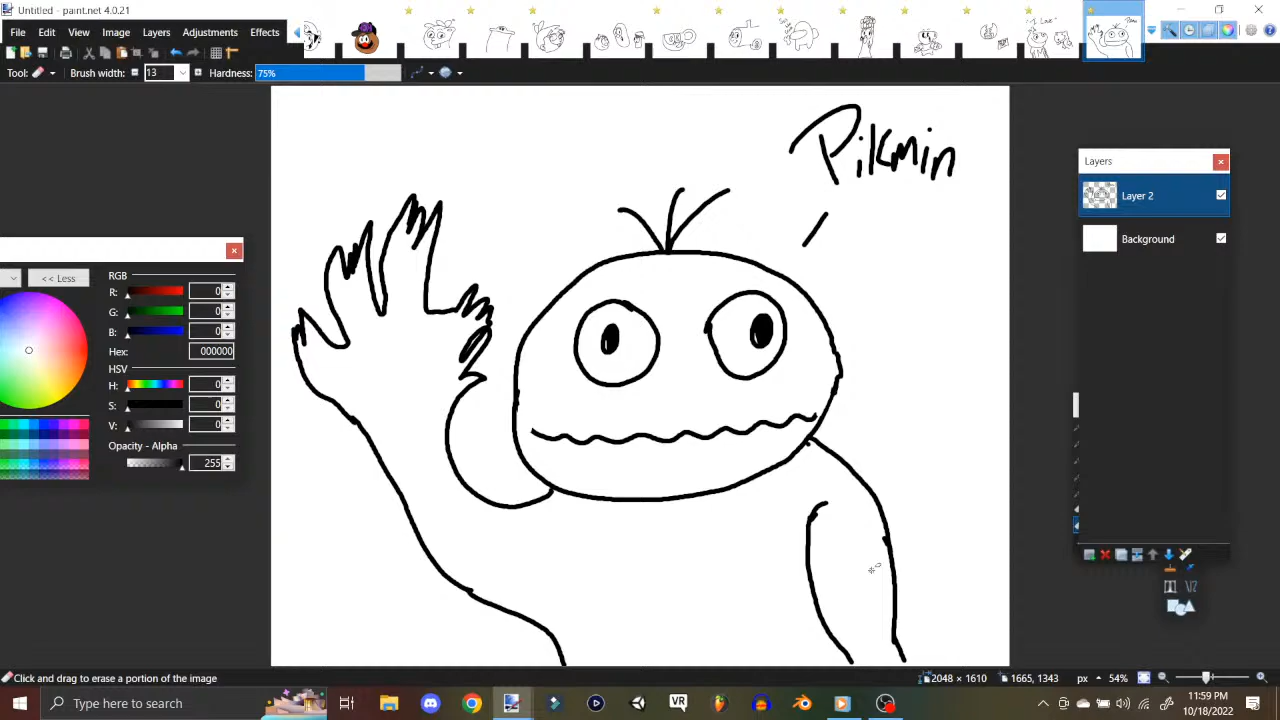 Untitled - paint.net 4.0.21
File Edit View Image Layers Adjustments Effects
Tool: Brush width: 13 Hardness: 75%
Pikmin
Layers
Layer 2
Background
<< Less
RGB
R: 0
G: 0
B: 0
Hex: 000000
HSV
H: 0
S: 0
V: 0
Opacity - Alpha
255
Click and drag to erase a portion of the image
2048 × 1610 1665, 1343 px 54%
Type here to search
VR
11:59 PM
10/18/2022